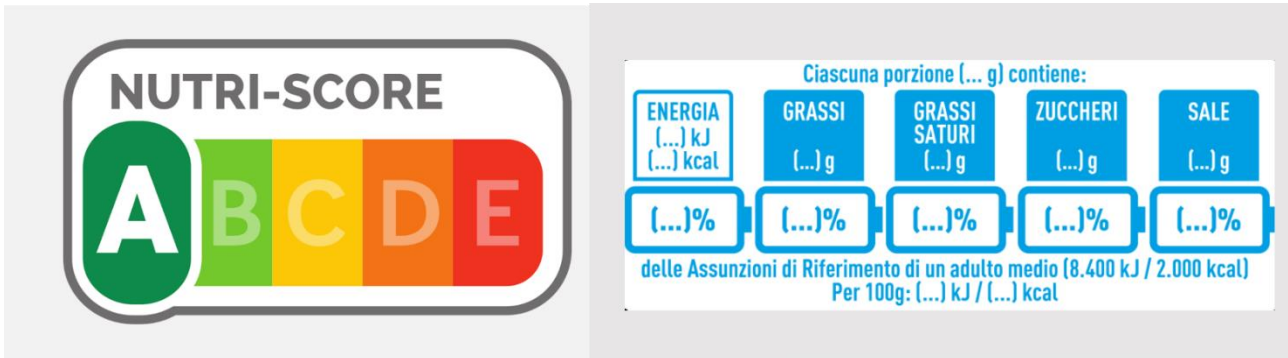 NUTRI-SCORE
A B C D E
Ciascuna porzione (... g) contiene:
ENERGIA
(...) kJ
(...) kcal
GRASSI
(...) g
GRASSI
SATURI
(...) g
ZUCCHERI
(...) g
SALE
(...) g
(...)% (...)% (...)% (...)% (...)%
delle Assunzioni di Riferimento di un adulto medio (8.400 kJ / 2.000 kcal)
Per 100g: (...) kJ / (...) kcal